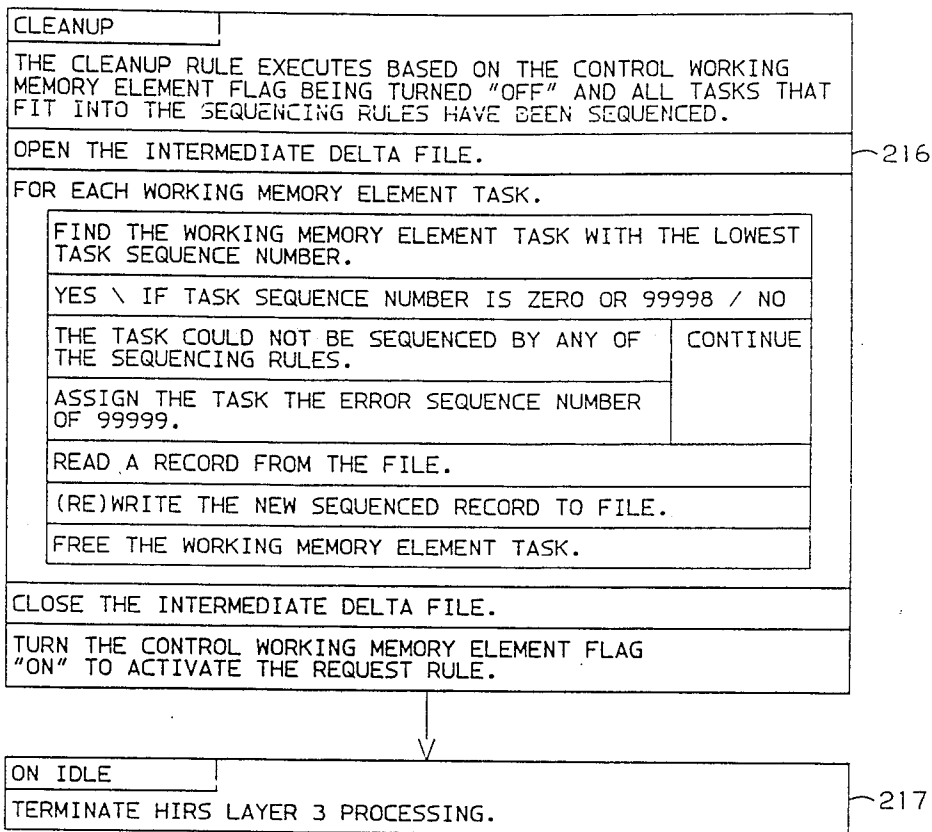 CLEANUP
THE CLEANUP RULE EXECUTES BASED ON THE CONTROL WORKING
MEMORY ELEMENT FLAG BEING TURNED "OFF" AND ALL TASKS THAT
FIT INTO THE SEQUENCING RULES HAVE BEEN SEQUENCED.
OPEN THE INTERMEDIATE DELTA FILE.
216
FOR EACH WORKING MEMORY ELEMENT TASK.
FIND THE WORKING MEMORY ELEMENT TASK WITH THE LOWEST
TASK SEQUENCE NUMBER.
YES \ IF TASK SEQUENCE NUMBER IS ZERO OR 99998 / NO
THE TASK COULD NOT BE SEQUENCED BY ANY OF
THE SEQUENCING RULES.
CONTINUE
ASSIGN THE TASK THE ERROR SEQUENCE NUMBER
OF 99999.
READ A RECORD FROM THE FILE.
(RE)WRITE THE NEW SEQUENCED RECORD TO FILE.
FREE THE WORKING MEMORY ELEMENT TASK.
CLOSE THE INTERMEDIATE DELTA FILE.
TURN THE CONTROL WORKING MEMORY ELEMENT FLAG
"ON" TO ACTIVATE THE REQUEST RULE.
ON IDLE
TERMINATE HIRS LAYER 3 PROCESSING.
217